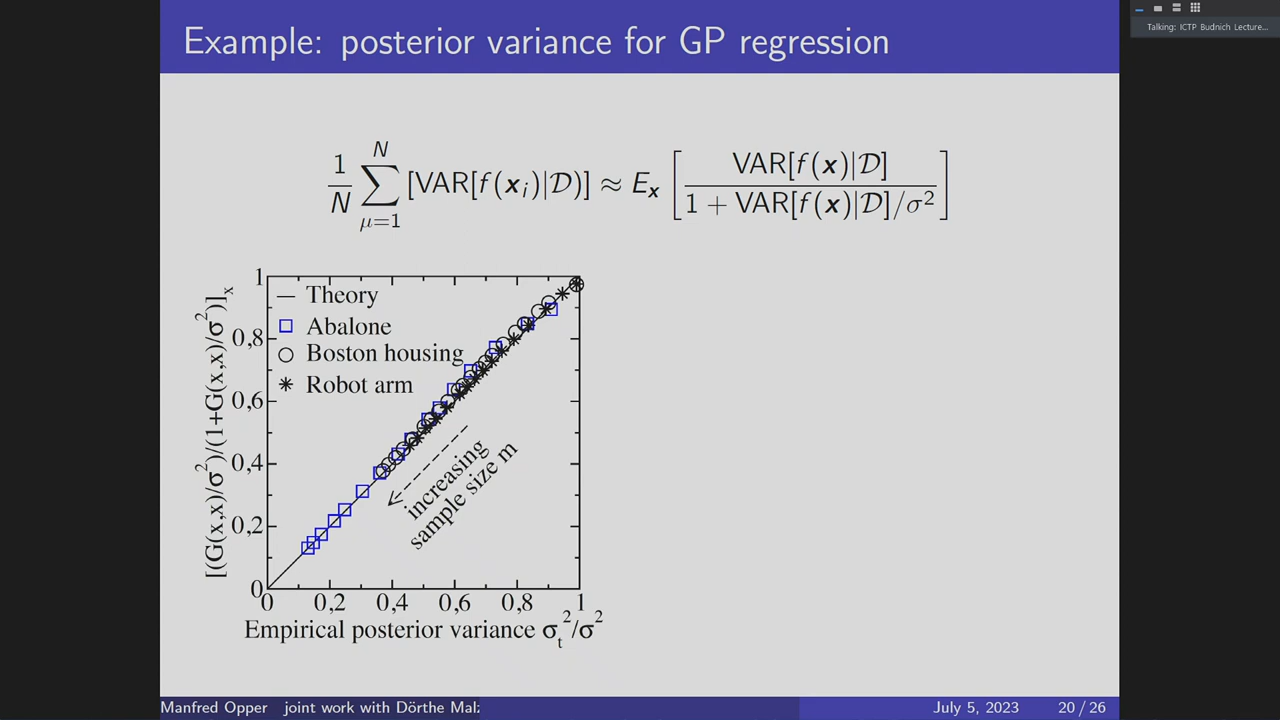 Example: posterior variance for GP regression
Talking: ICTP Budnich Lecture...
1/N ∑_{μ=1}^{N} [VAR[f(x_i)|D)] ≈ E_x [ VAR[f(x)|D] / 1 + VAR[f(x)|D]/σ² ]
[(G(x,x)/σ²)/(1+G(x,x)/σ²)]_x
1
0,8
0,6
0,4
0,2
0
Theory
Abalone
Boston housing
Robot arm
increasing
sample size m
0 0,2 0,4 0,6 0,8 1
Empirical posterior variance σ_t²/σ²
Manfred Opper joint work with Dörthe Malz
July 5, 2023 20 / 26